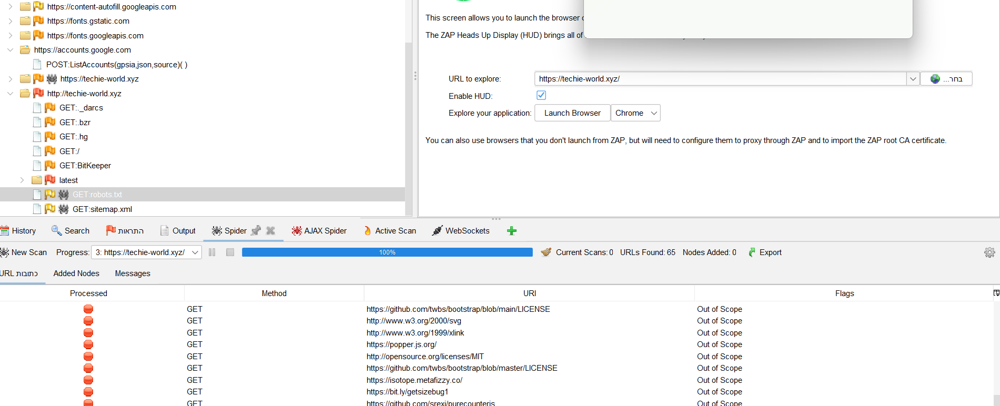 https://content-autofill.googleapis.com
https://fonts.gstatic.com
https://fonts.googleapis.com
https://accounts.google.com
POST:ListAccounts(gpsia,json,source)( )
https://techie-world.xyz
http://techie-world.xyz
GET:._darcs
GET:.bzr
GET:.hg
GET:/
GET:BitKeeper
latest
GET:robots.txt
GET:sitemap.xml
This screen allows you to launch the browser
The ZAP Heads Up Display (HUD) brings all of
URL to explore: https://techie-world.xyz/ בחר...
Enable HUD:
Explore your application: Launch Browser Chrome
You can also use browsers that you don't launch from ZAP, but will need to configure them to proxy through ZAP and to import the ZAP root CA certificate.
History Search התראות Output Spider AJAX Spider Active Scan WebSockets
New Scan Progress: 3: https://techie-world.xyz/ 100% Current Scans: 0 URLs Found: 65 Nodes Added: 0 Export
כתובות URL Added Nodes Messages
Processed Method URI Flags
GET https://github.com/twbs/bootstrap/blob/main/LICENSE Out of Scope
GET http://www.w3.org/2000/svg Out of Scope
GET http://www.w3.org/1999/xlink Out of Scope
GET https://popper.js.org/ Out of Scope
GET http://opensource.org/licenses/MIT Out of Scope
GET https://github.com/twbs/bootstrap/blob/master/LICENSE Out of Scope
GET https://isotope.metafizzy.co/ Out of Scope
GET https://bit.ly/getsizebug1 Out of Scope
GET https://github.com/srexi/purecounterjs Out of Scope